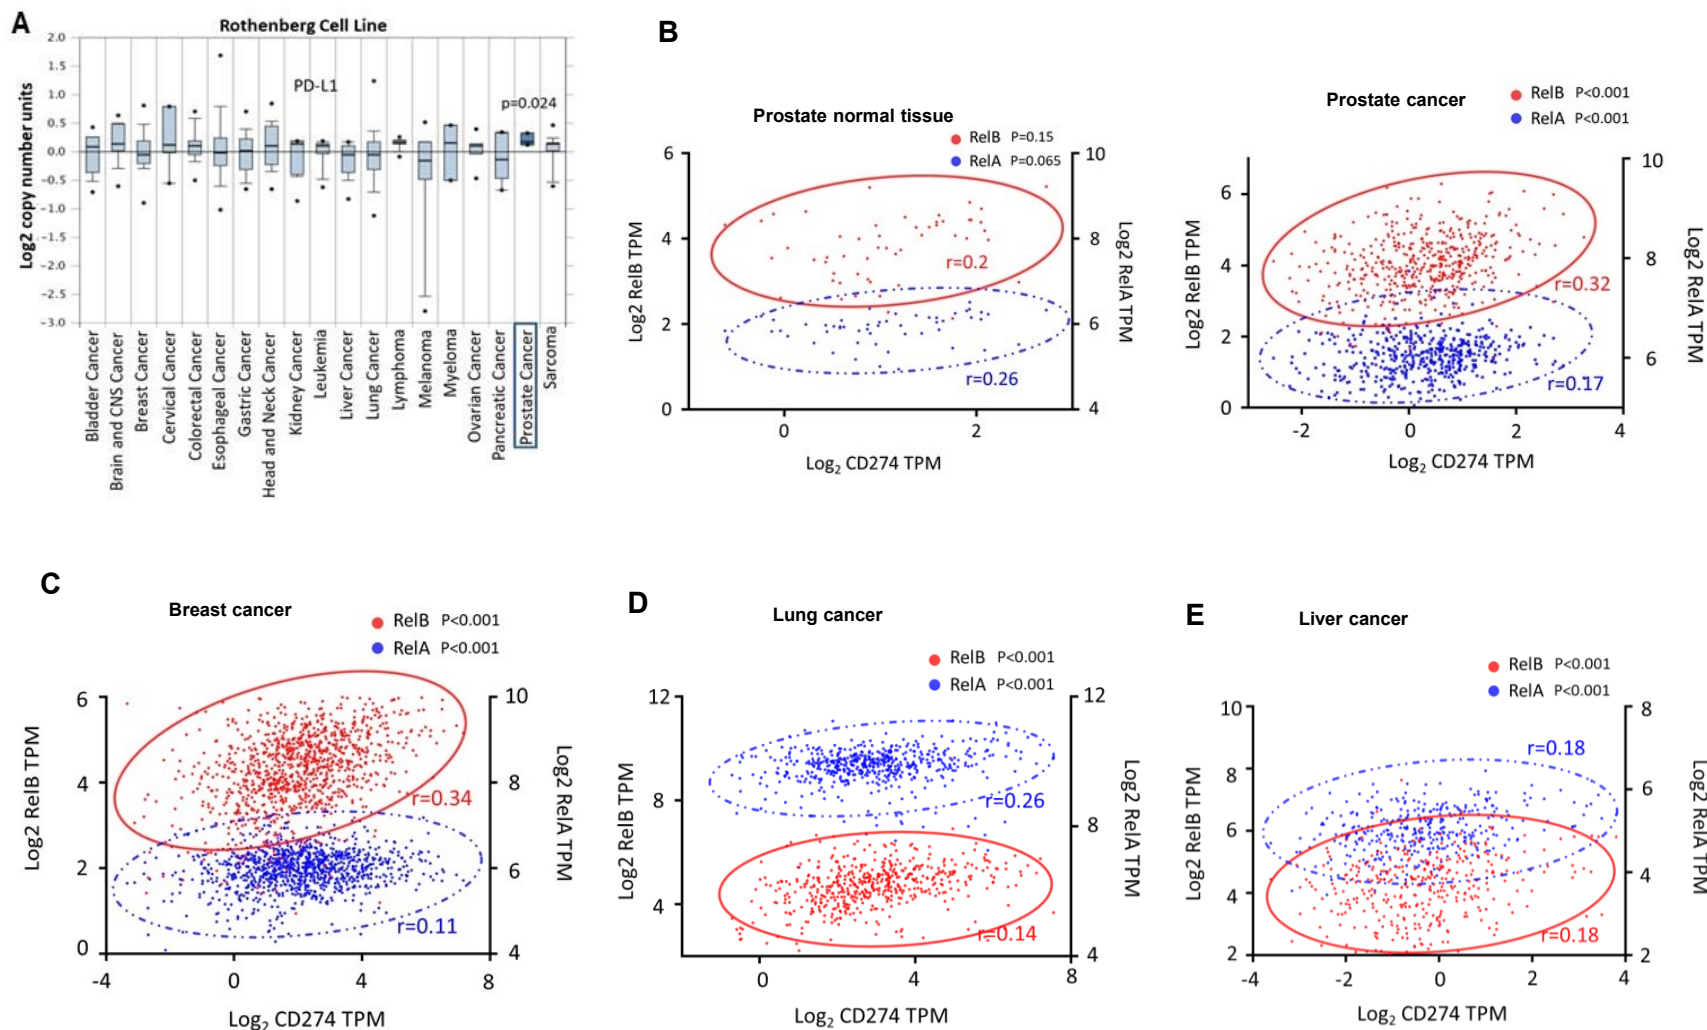 A
Rothenberg Cell Line
Log2 copy number units
2.0
1.5
1.0
0.5
0.0
−0.5
−1.0
−1.5
−2.0
−2.5
−3.0
PD-L1
p=0.024
Bladder Cancer
Brain and CNS Cancer
Breast Cancer
Cervical Cancer
Colorectal Cancer
Esophageal Cancer
Gastric Cancer
Head and Neck Cancer
Kidney Cancer
Leukemia
Liver Cancer
Lung Cancer
Lymphoma
Melanoma
Myeloma
Ovarian Cancer
Pancreatic Cancer
Prostate Cancer
Sarcoma
B
Prostate normal tissue
RelB P=0.15
RelA P=0.065
Log2 RelB TPM
6
4
2
0
r=0.2
r=0.26
10
8
6
4
Log2 RelA TPM
0 2
Log2 CD274 TPM
Prostate cancer
RelB P<0.001
RelA P<0.001
Log2 RelB TPM
6
4
2
0
r=0.32
r=0.17
10
8
6
Log2 RelA TPM
-2 0 2 4
Log2 CD274 TPM
C
Breast cancer
RelB P<0.001
RelA P<0.001
Log2 RelB TPM
6
4
2
0
r=0.34
r=0.11
10
8
6
4
Log2 RelA TPM
-4 0 4 8
Log2 CD274 TPM
D
Lung cancer
RelB P<0.001
RelA P<0.001
Log2 RelB TPM
12
8
4
r=0.26
r=0.14
12
8
4
Log2 RelA TPM
0 4 8
Log2 CD274 TPM
E
Liver cancer
RelB P<0.001
RelA P<0.001
Log2 RelB TPM
10
8
6
4
2
r=0.18
r=0.18
8
6
4
2
Log2 RelA TPM
-4 -2 0 2 4
Log2 CD274 TPM